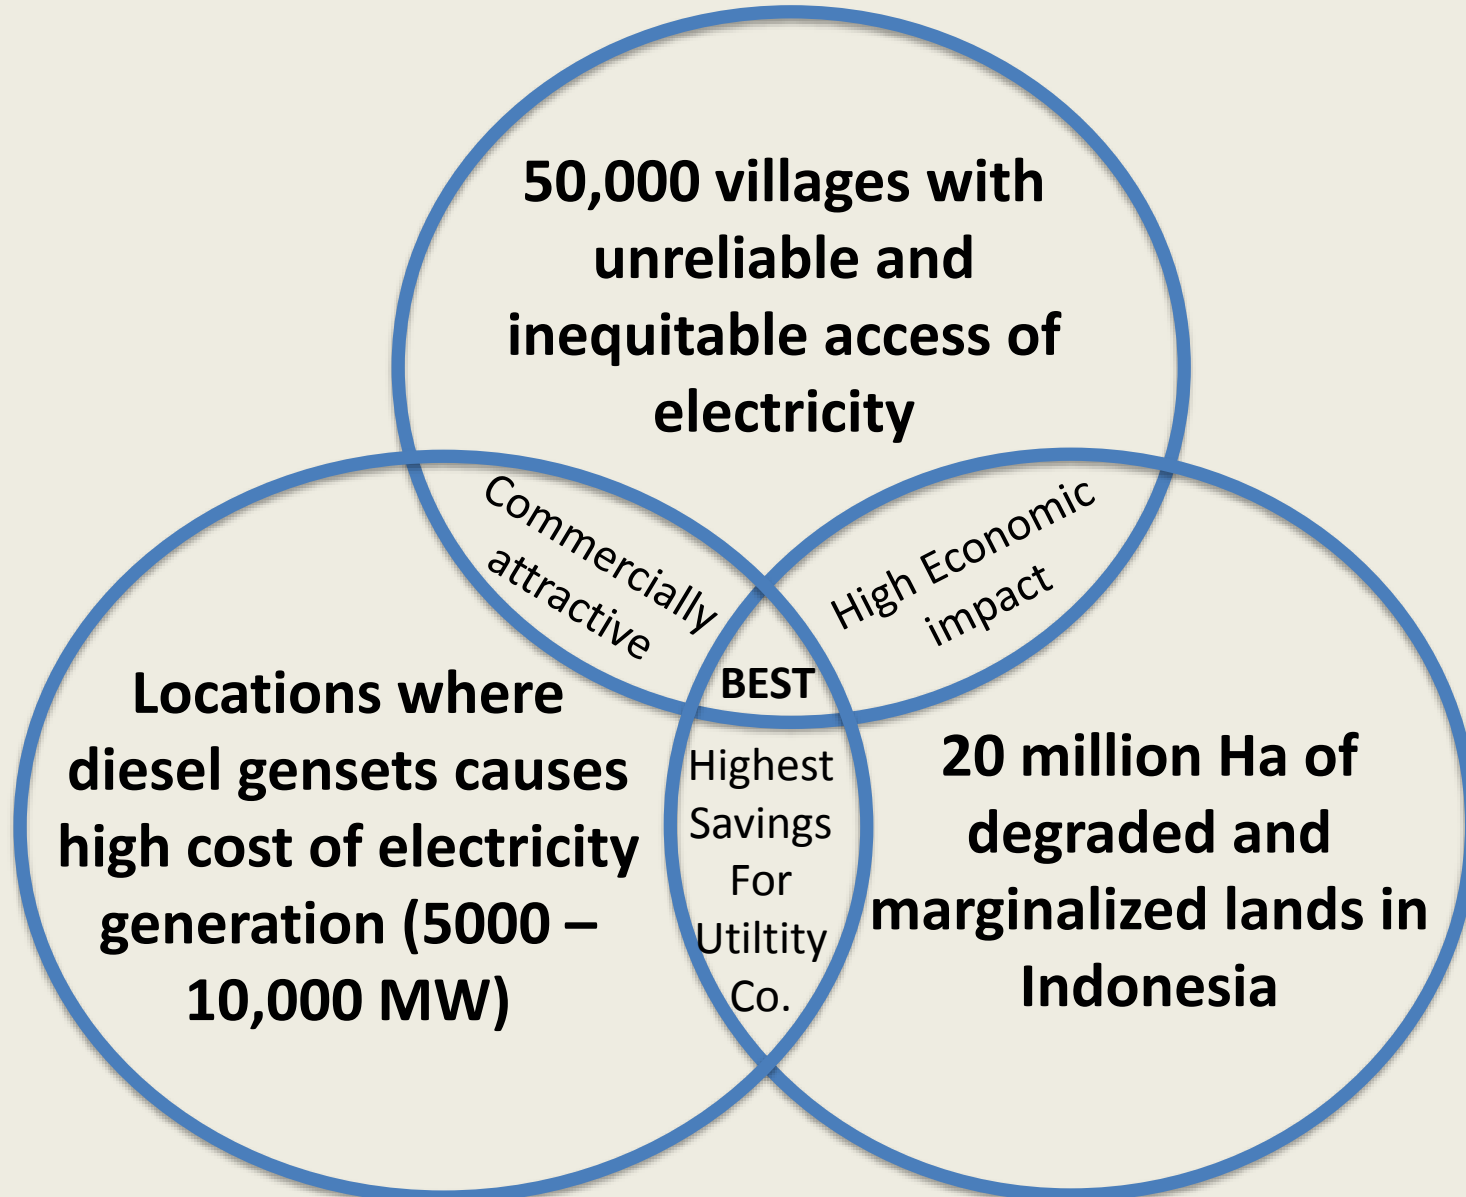 50,000 villages with
unreliable and
inequitable access of
electricity
Commercially
attractive
High Economic
impact
BEST
Locations where
diesel gensets causes
high cost of electricity
generation (5000 –
10,000 MW)
Highest
Savings
For
Utiltity
Co.
20 million Ha of
degraded and
marginalized lands in
Indonesia